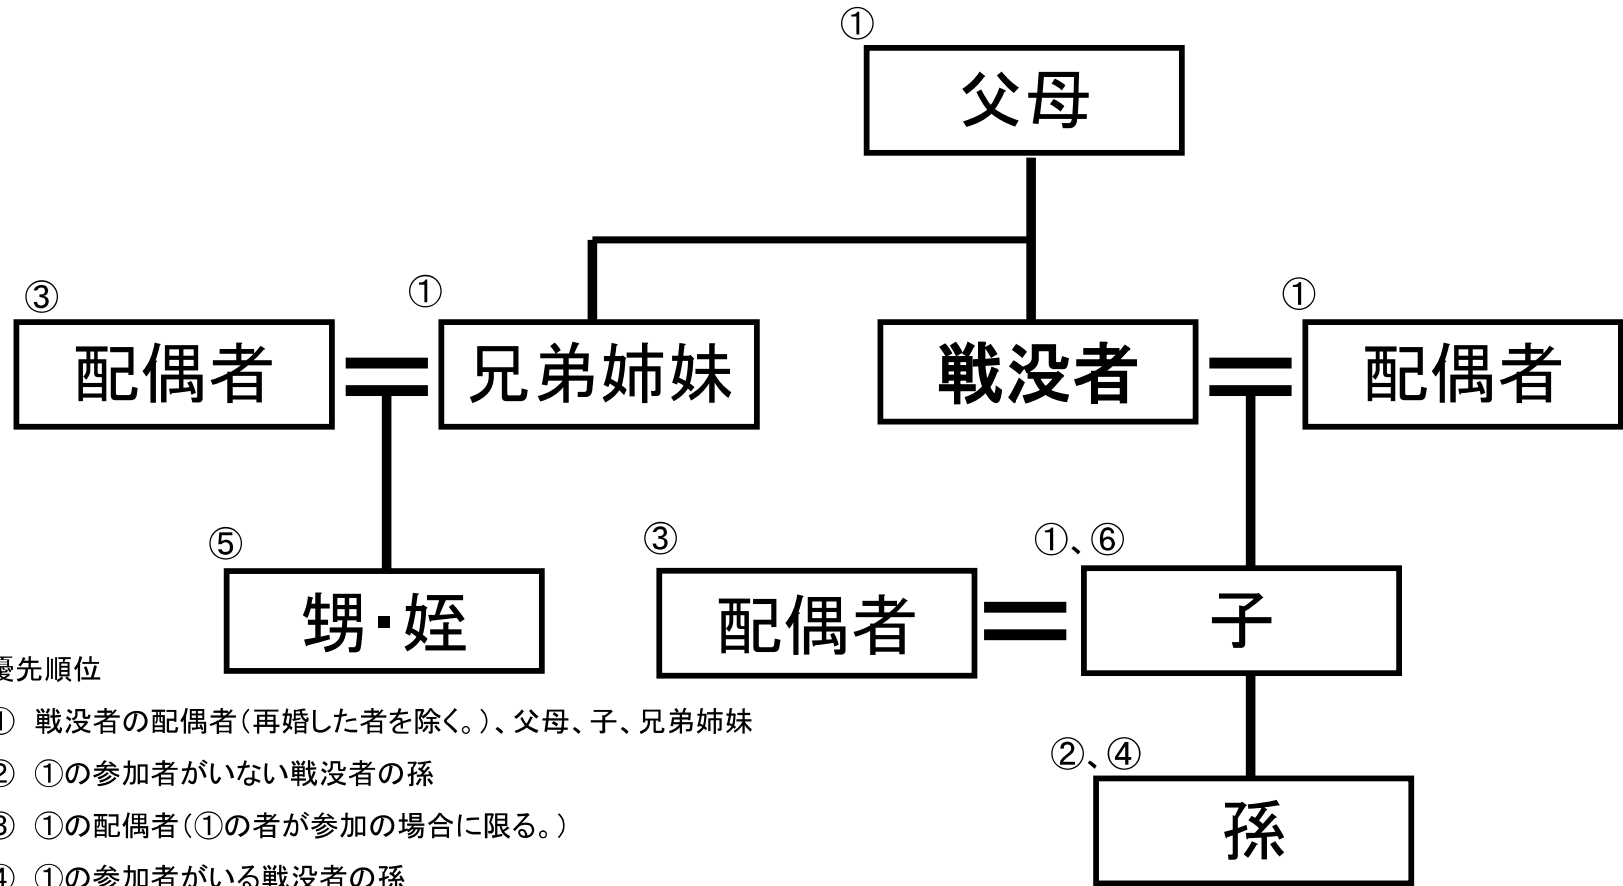 ①
父母
③
①
①
配偶者
兄弟姉妹
戦没者
配偶者
⑤
③
①、⑥
甥・姪
配偶者
子
優先順位
① 戦没者の配偶者(再婚した者を除く。)、父母、子、兄弟姉妹
②、④
② ①の参加者がいない戦没者の孫
③ ①の配偶者(①の者が参加の場合に限る。)
孫
④ ①の参加者がいる戦没者の孫